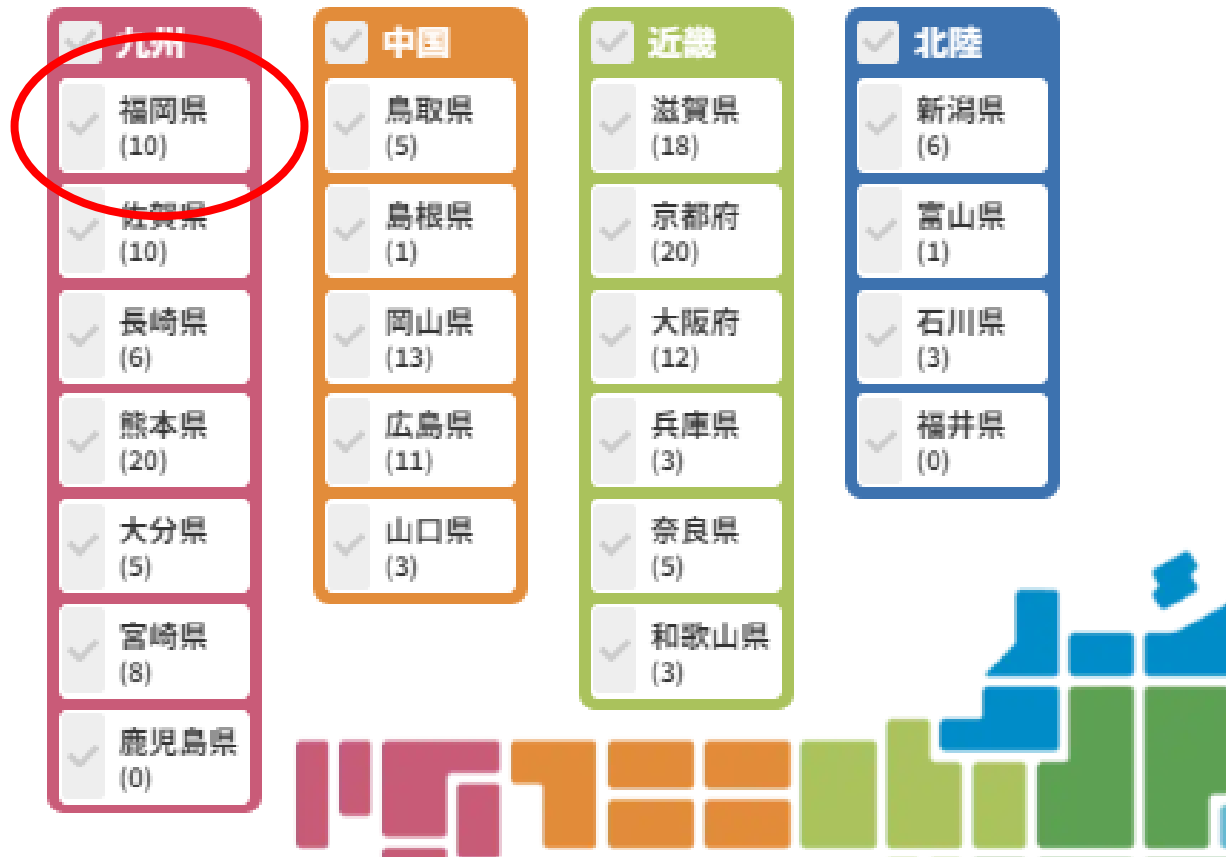 九州
福岡県
(10)
佐賀県
(10)
長崎県
(6)
熊本県
(20)
大分県
(5)
宮崎県
(8)
鹿児島県
(0)
中国
鳥取県
(5)
島根県
(1)
岡山県
(13)
広島県
(11)
山口県
(3)
近畿
滋賀県
(18)
京都府
(20)
大阪府
(12)
兵庫県
(3)
奈良県
(5)
和歌山県
(3)
北陸
新潟県
(6)
富山県
(1)
石川県
(3)
福井県
(0)